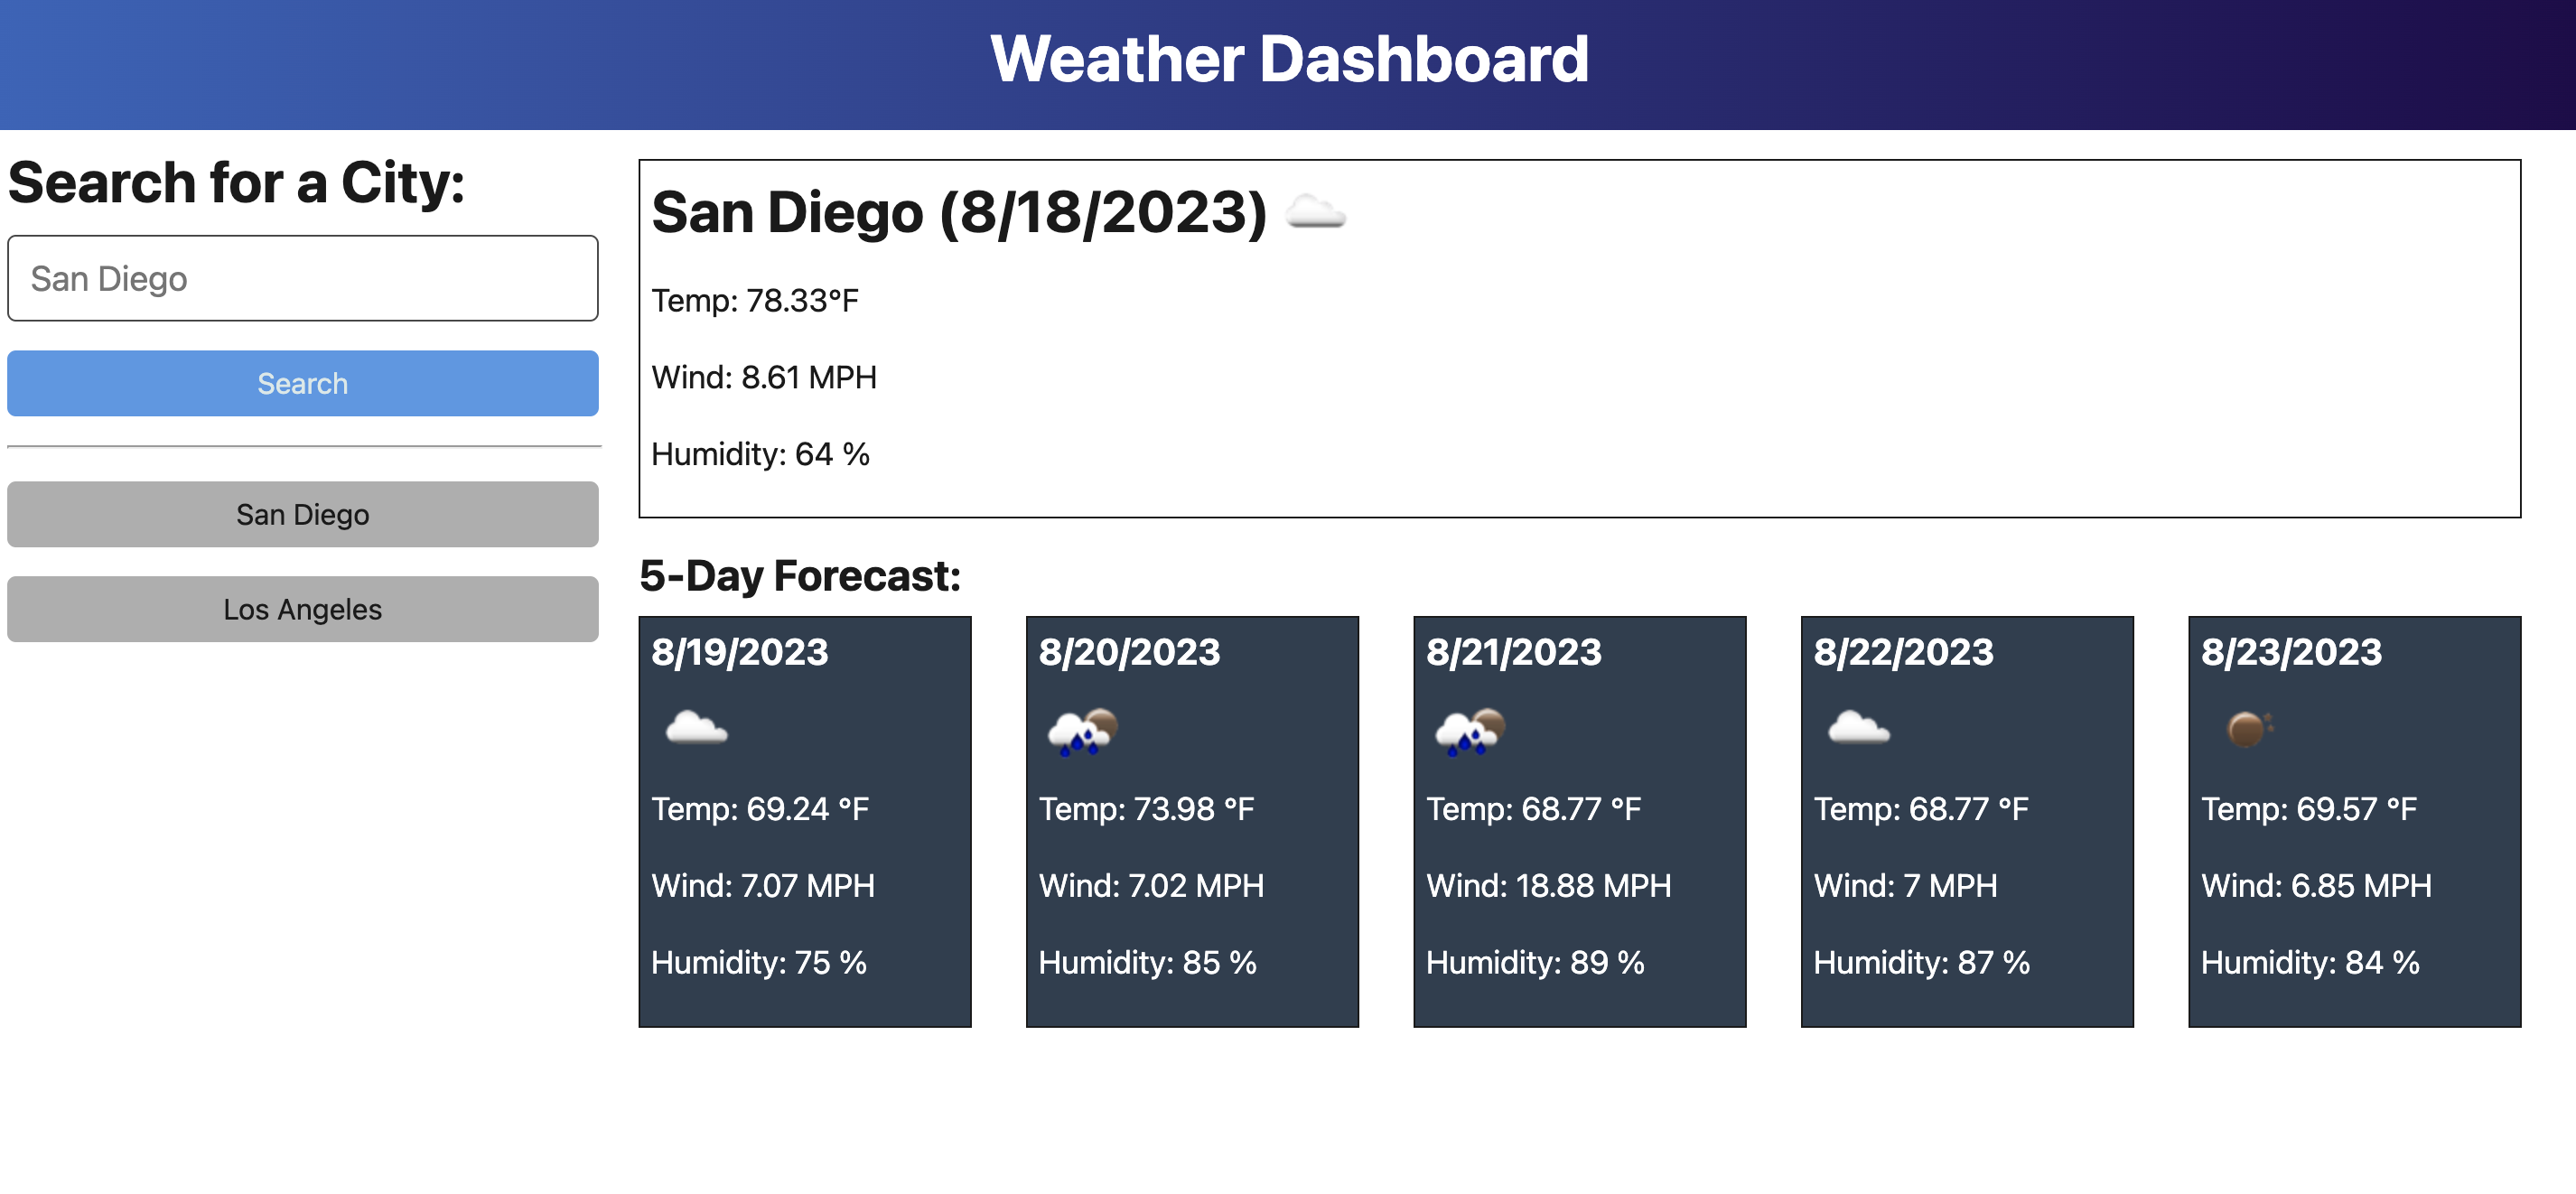 Weather Dashboard
Search for a City:
San Diego
Search
San Diego
Los Angeles
San Diego (8/18/2023)
Temp: 78.33°F
Wind: 8.61 MPH
Humidity: 64 %
5-Day Forecast:
8/19/2023
Temp: 69.24 °F
Wind: 7.07 MPH
Humidity: 75 %
8/20/2023
Temp: 73.98 °F
Wind: 7.02 MPH
Humidity: 85 %
8/21/2023
Temp: 68.77 °F
Wind: 18.88 MPH
Humidity: 89 %
8/22/2023
Temp: 68.77 °F
Wind: 7 MPH
Humidity: 87 %
8/23/2023
Temp: 69.57 °F
Wind: 6.85 MPH
Humidity: 84 %